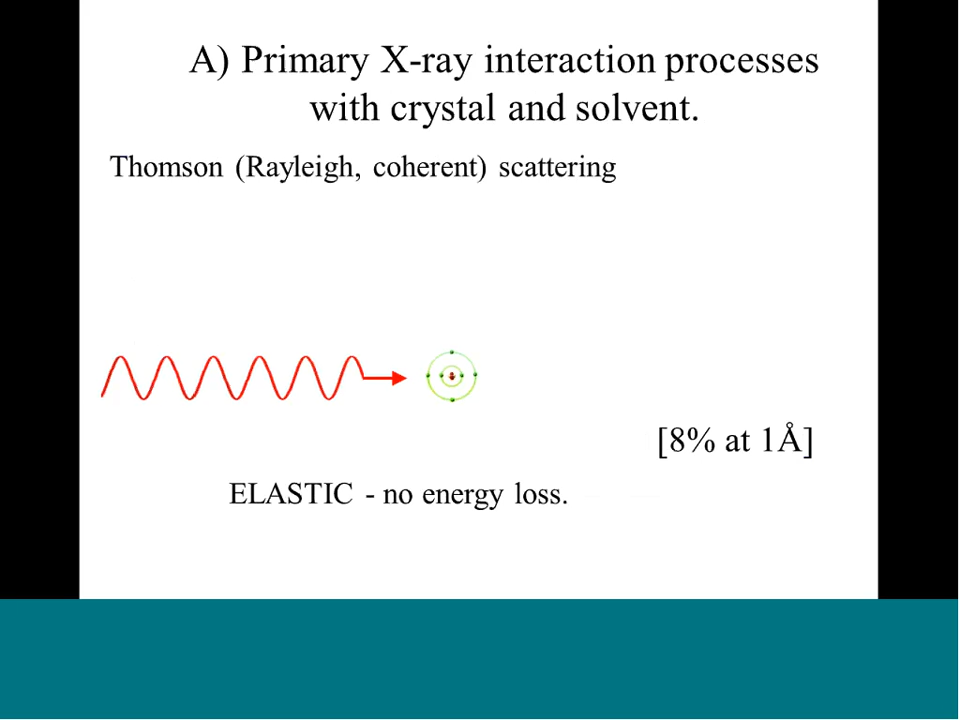 A) Primary X-ray interaction processes
with crystal and solvent.
Thomson (Rayleigh, coherent) scattering
[8% at 1Å]
ELASTIC - no energy loss.